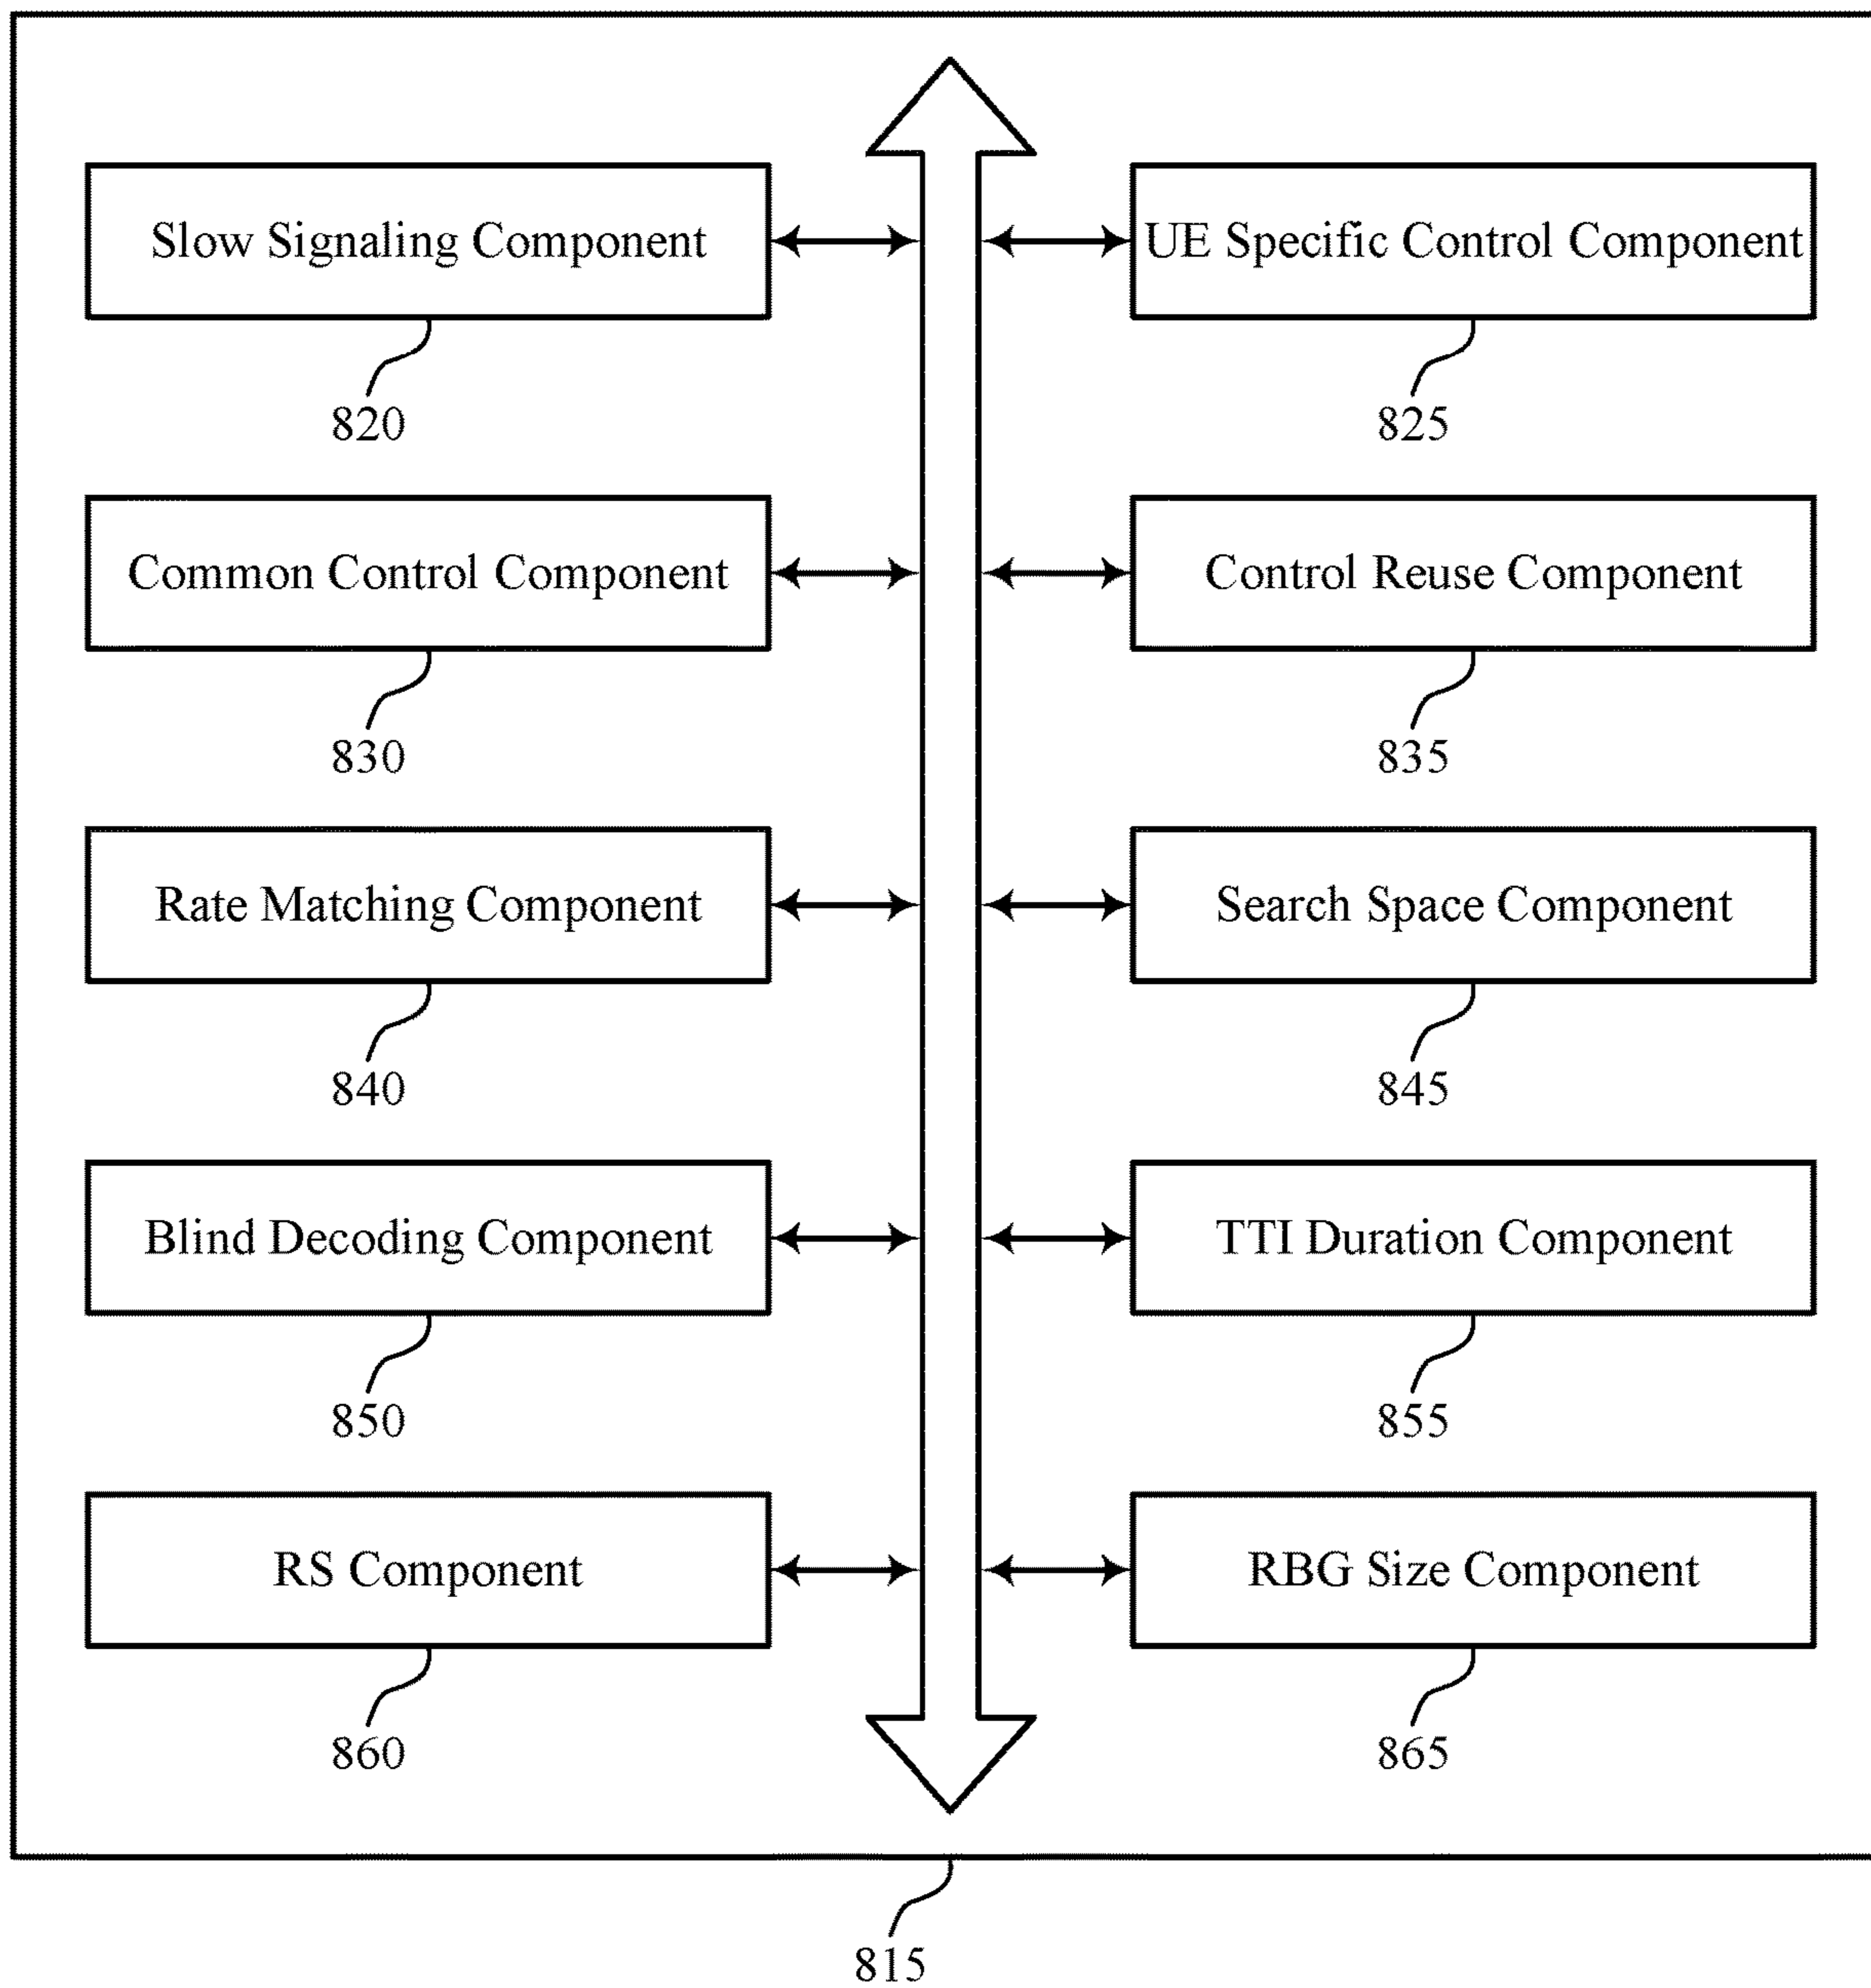 Slow Signaling Component
UE Specific Control Component
820
825
Common Control Component
Control Reuse Component
830
835
Rate Matching Component
Search Space Component
840
845
Blind Decoding Component
TTI Duration Component
850
855
RS Component
RBG Size Component
860
865
815